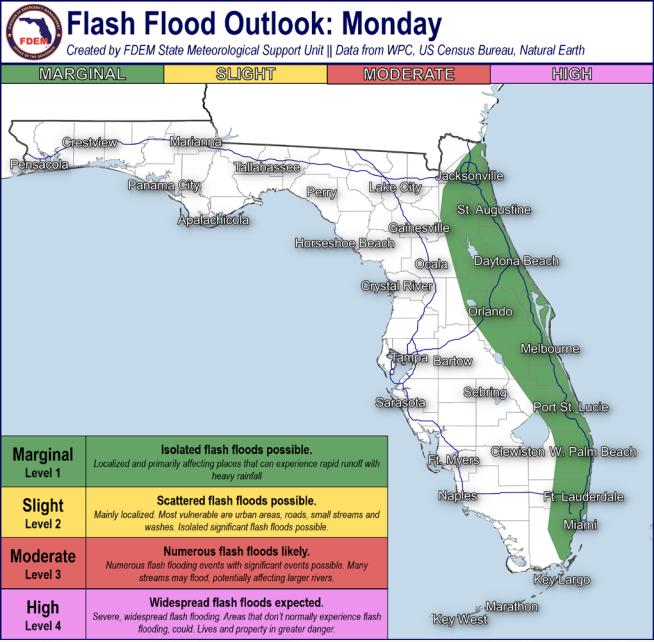 Flash Flood Outlook: Monday
FDEM
Created by FDEM State Meteorological Support Unit || Data from WPC, US Census Bureau, Natural Earth
MARGINAL
SLIGHT
MODERATE
HIGH
Crestview
Marianna
Pensacola
Tallahassee
Jacksonville
Panama City
Perry
Lake City
Apalachicola
St. Augustine
Gainesville
Horseshoe Beach
Ocala
Daytona Beach
Crystal River
Orlando
Melbourne
Tampa
Bartow
Sebring
Sarasota
Port St. Lucie
Clewiston
W. Palm Beach
Ft. Myers
Naples
Ft. Lauderdale
Miami
Key Largo
Marathon
Key West
Marginal
Level 1
Isolated flash floods possible.
Localized and primarily affecting places that can experience rapid runoff with
heavy rainfall
Slight
Level 2
Scattered flash floods possible.
Mainly localized. Most vulnerable are urban areas, roads, small streams and
washes. Isolated significant flash floods possible.
Moderate
Level 3
Numerous flash floods likely.
Numerous flash flooding events with significant events possible. Many
streams may flood, potentially affecting larger rivers.
High
Level 4
Widespread flash floods expected.
Severe, widespread flash flooding. Areas that don't normally experience flash
flooding, could. Lives and property in greater danger.